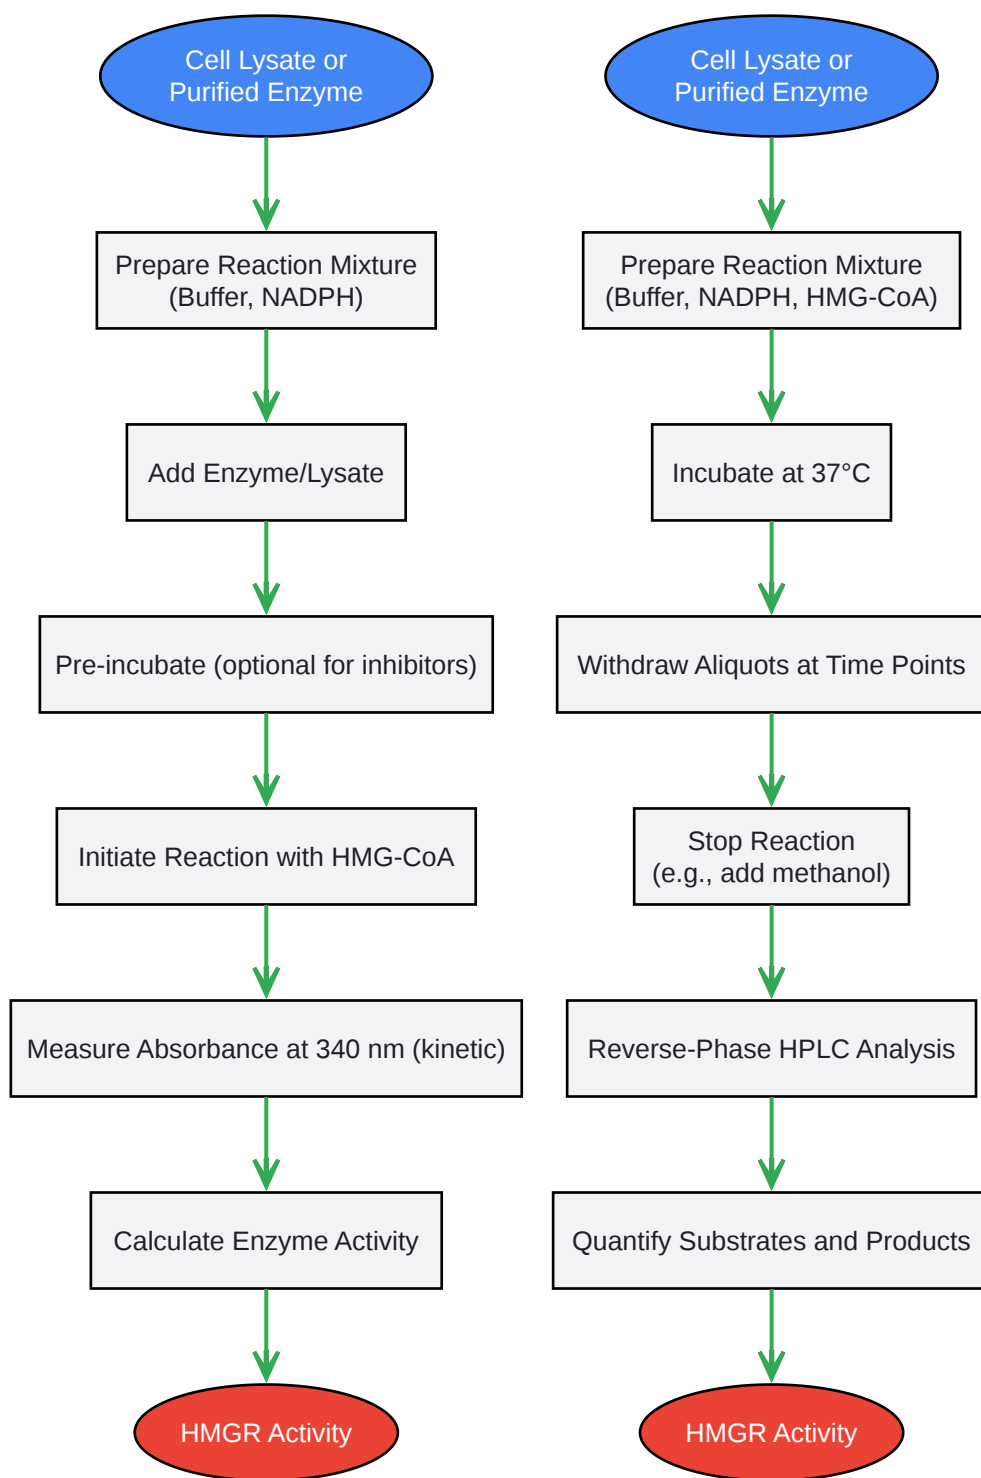 Cell Lysate or
Purified Enzyme
Prepare Reaction Mixture
(Buffer, NADPH)
Add Enzyme/Lysate
Pre-incubate (optional for inhibitors)
Initiate Reaction with HMG-CoA
Measure Absorbance at 340 nm (kinetic)
Calculate Enzyme Activity
HMGR Activity
Cell Lysate or
Purified Enzyme
Prepare Reaction Mixture
(Buffer, NADPH, HMG-CoA)
Incubate at 37°C
Withdraw Aliquots at Time Points
Stop Reaction
(e.g., add methanol)
Reverse-Phase HPLC Analysis
Quantify Substrates and Products
HMGR Activity